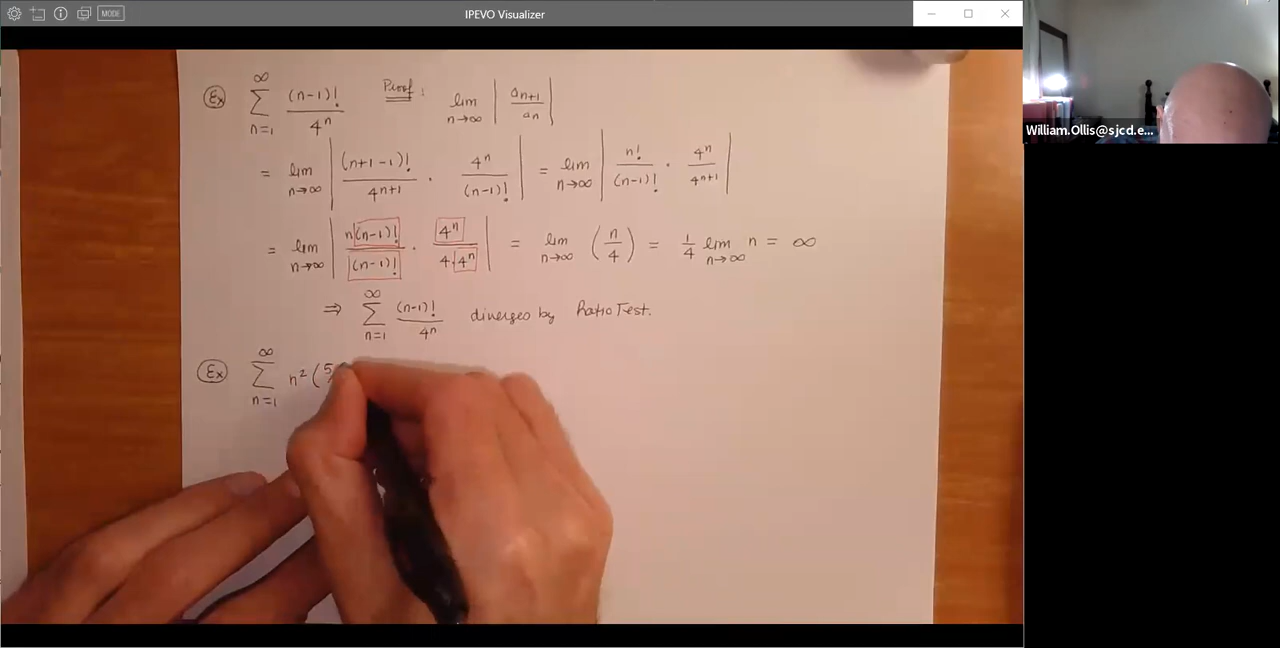 MODE
IPEVO Visualizer
William.Ollis@sjcd.e...
Ex ∑_{n=1}^{∞} (n-1)!/4^n Proof: lim_{n→∞} | a_{n+1}/a_n |
= lim_{n→∞} | (n+1-1)!/4^{n+1} · 4^n/(n-1)! | = lim_{n→∞} | n!/(n-1)! · 4^n/4^{n+1} |
= lim_{n→∞} | n(n-1)!/(n-1)! · 4^n/4·4^n | = lim_{n→∞} (n/4) = 1/4 lim_{n→∞} n = ∞
⇒ ∑_{n=1}^{∞} (n-1)!/4^n diverges by Ratio Test.
Ex ∑_{n=1}^{∞} n² (5/